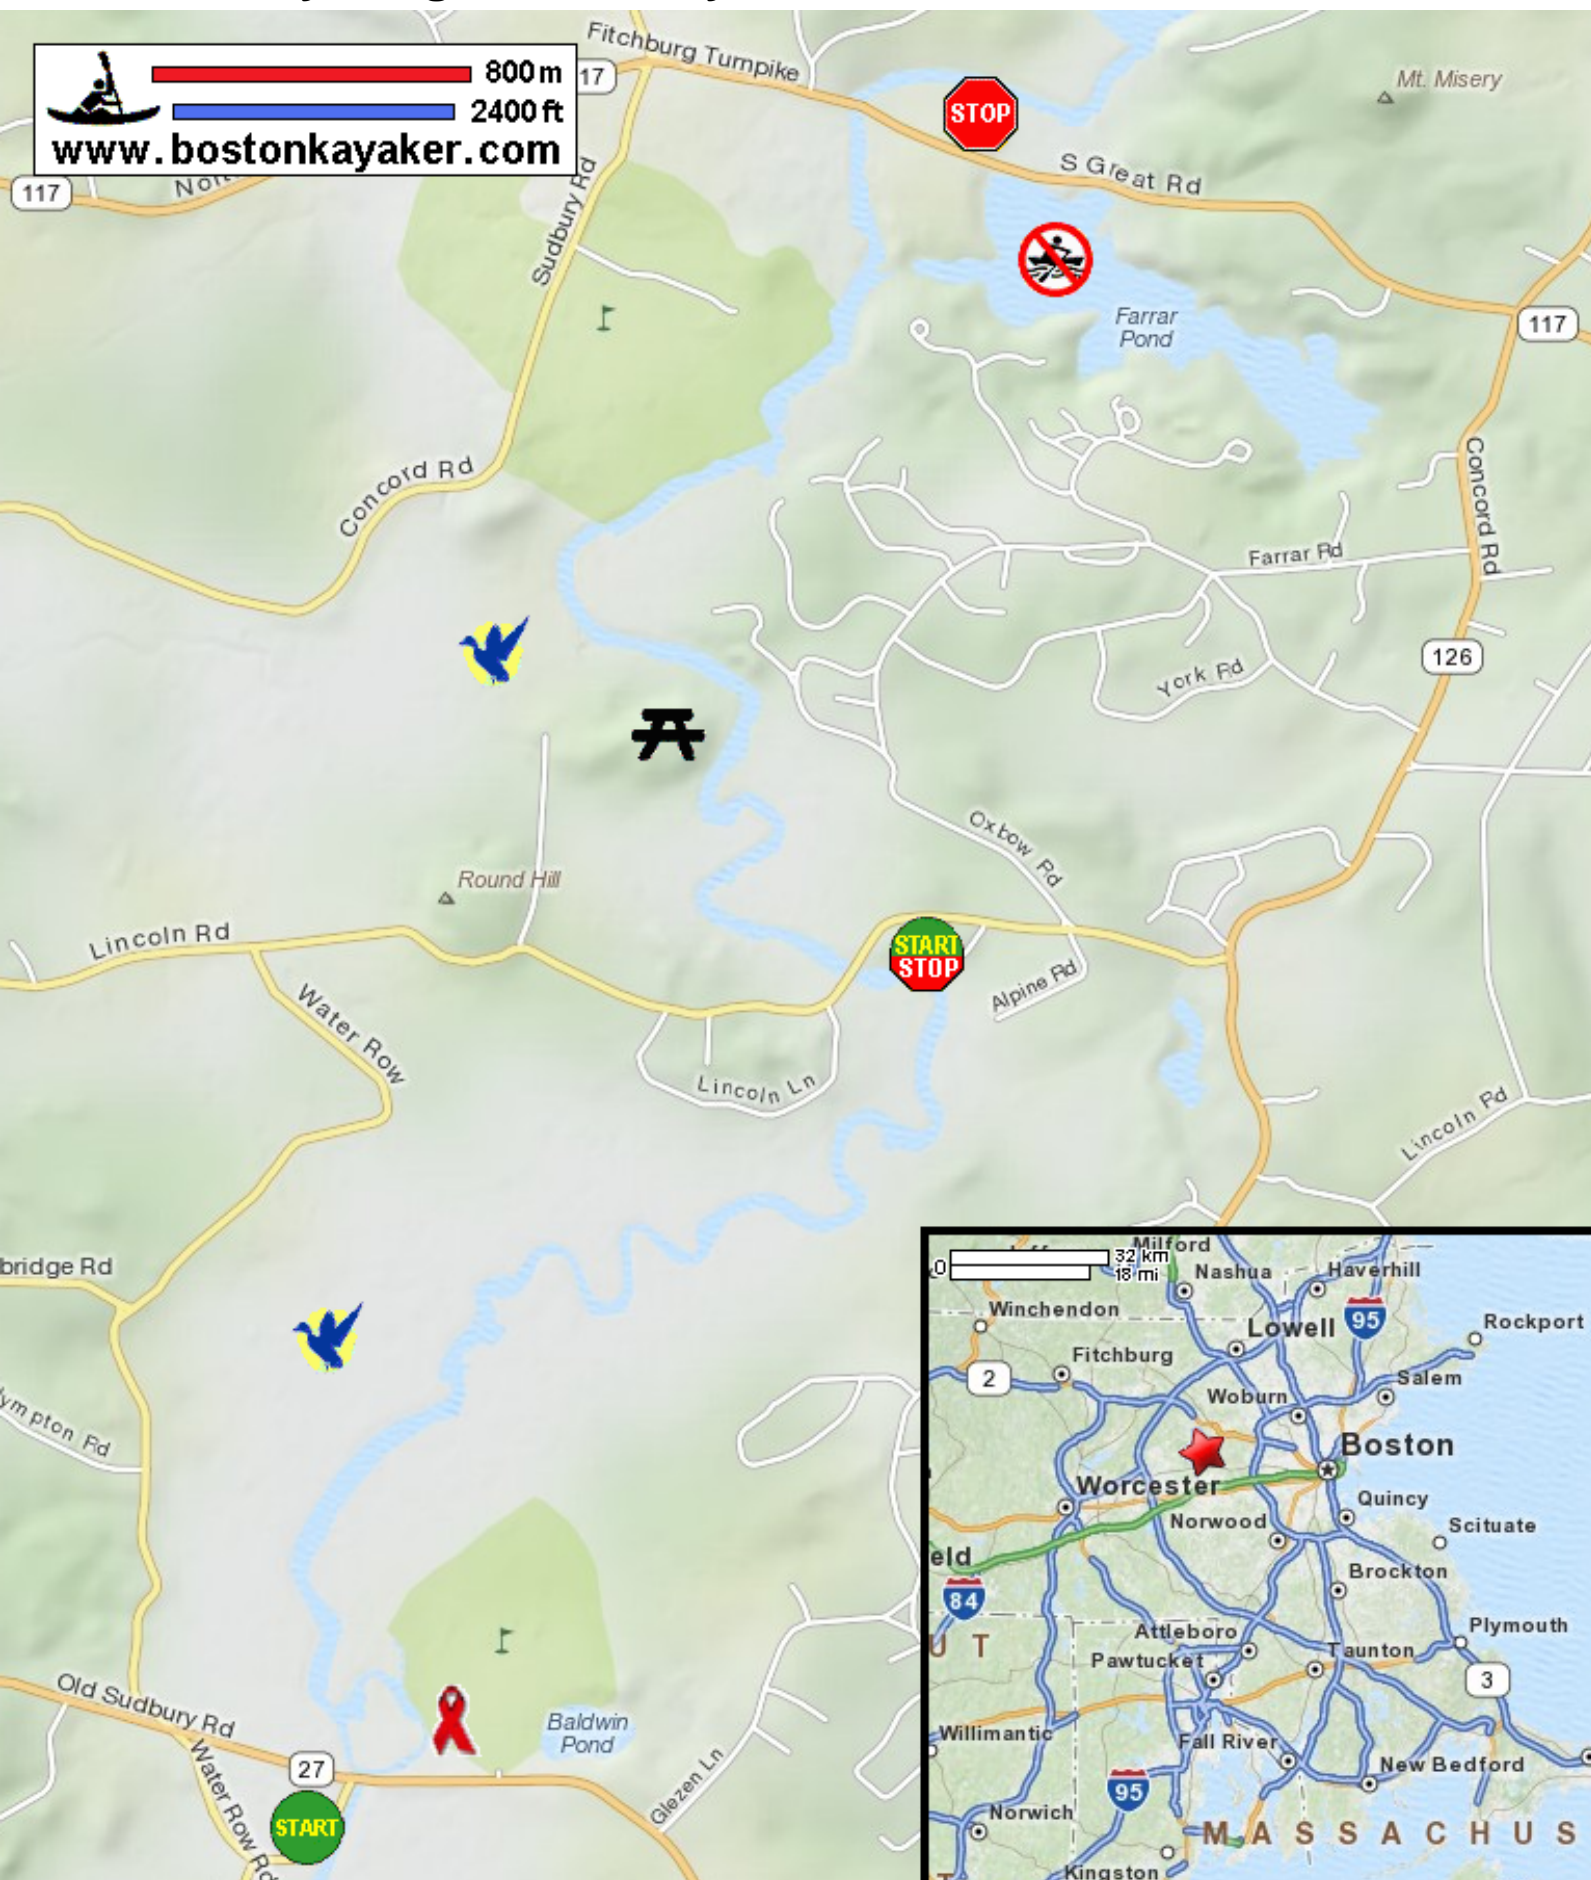 Fitchburg Turnpike
800 m
17
2400 ft
www.bostonkayaker.com
117
Sudbury Rd
STOP
Mt. Misery
S Great Rd
Farrar
Pond
117
Concord Rd
Concord Rd
Farrar Rd
126
York Rd
Oxbow Rd
Round Hill
Lincoln Rd
START
STOP
Alpine Rd
Water Row
Lincoln Ln
Lincoln Rd
bridge Rd
ympton Rd
Old Sudbury Rd
Baldwin
Pond
27
Water Row Rd
START
Glezen Ln
0
32 km
18 mi
Milford
Nashua
Haverhill
Winchendon
Lowell
95
Rockport
Fitchburg
2
Salem
Woburn
Boston
Worcester
Quincy
Norwood
Scituate
eld
84
Brockton
UT
Attleboro
Plymouth
Pawtucket
Taunton
3
Willimantic
Fall River
New Bedford
95
Norwich
MASSACHUS
Kingston